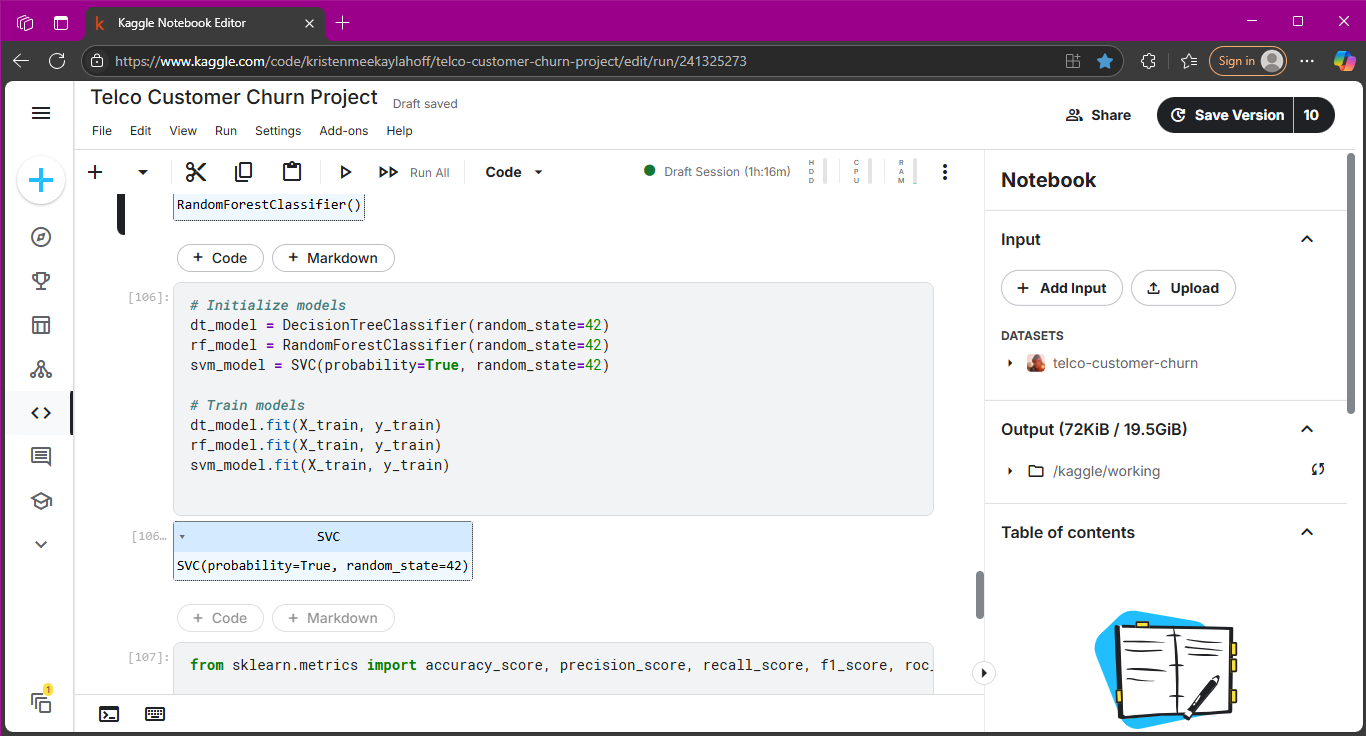 Kaggle Notebook Editor
https://www.kaggle.com/code/kristenmeekaylahoff/telco-customer-churn-project/edit/run/241325273
Sign in
Telco Customer Churn Project
Draft saved
File Edit View Run Settings Add-ons Help
Share
Save Version
10
Run All
Code
Draft Session (1h:16m)
HDD
CPU
RAM
RandomForestClassifier()
+ Code
+ Markdown
[106]:
# Initialize models
dt_model = DecisionTreeClassifier(random_state=42)
rf_model = RandomForestClassifier(random_state=42)
svm_model = SVC(probability=True, random_state=42)
# Train models
dt_model.fit(X_train, y_train)
rf_model.fit(X_train, y_train)
svm_model.fit(X_train, y_train)
[106…
SVC
SVC(probability=True, random_state=42)
+ Code
+ Markdown
[107]:
from sklearn.metrics import accuracy_score, precision_score, recall_score, f1_score, roc_
Notebook
Input
+ Add Input
Upload
DATASETS
telco-customer-churn
Output (72KiB / 19.5GiB)
/kaggle/working
Table of contents
1